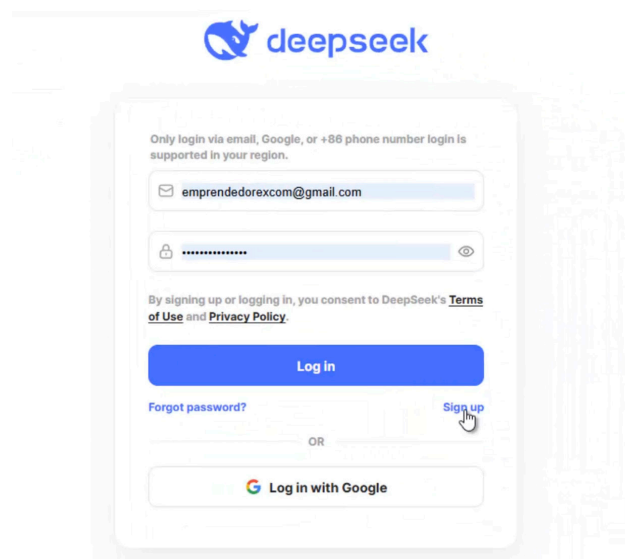 deepseek
Only login via email, Google, or +86 phone number login is
supported in your region.
emprendedorexcom@gmail.com
•••••••••••••••
By signing up or logging in, you consent to DeepSeek's Terms
of Use and Privacy Policy.
Log in
Forgot password? Sign up
OR
Log in with Google